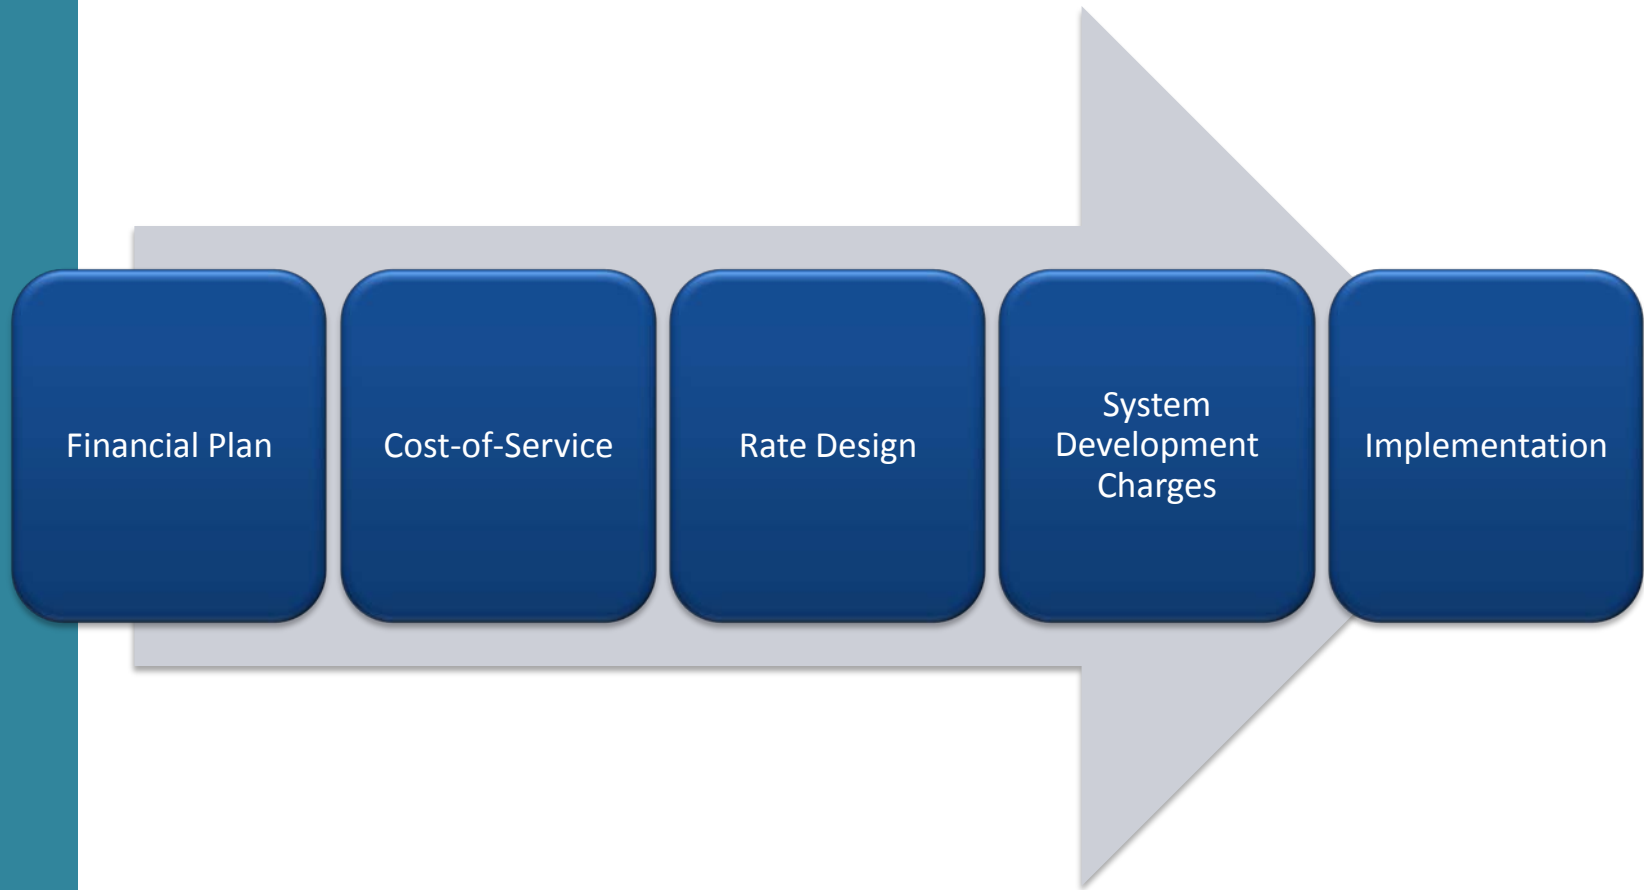 Financial Plan
Cost-of-Service
Rate Design
System
Development
Charges
Implementation